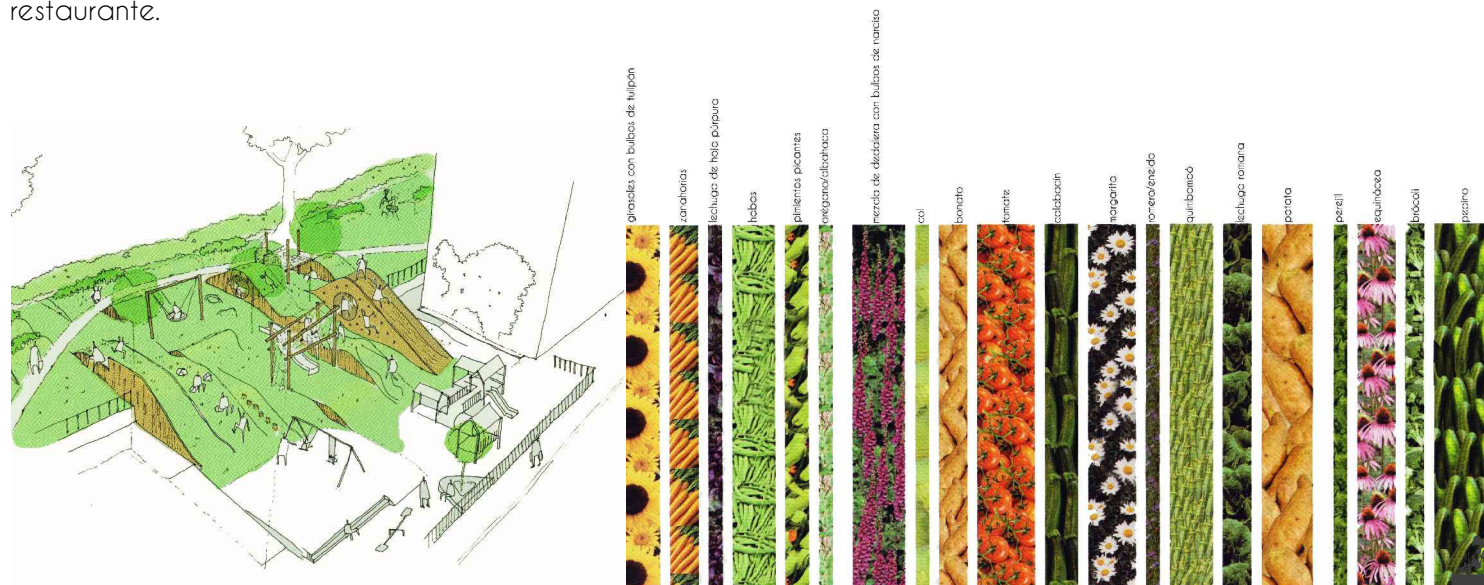 restaurante.
girasoles con bulbos de tulipán
zanahorias
lechuga de hoja púrpura
habas
pimientos picantes
orégano/albahaca
mezcla de dedalera con bulbos de narciso
col
boniato
tomate
calabacín
margarita
romero/eneldo
quinbombó
lechuga romana
patata
perejil
equinácea
brócoli
pepino